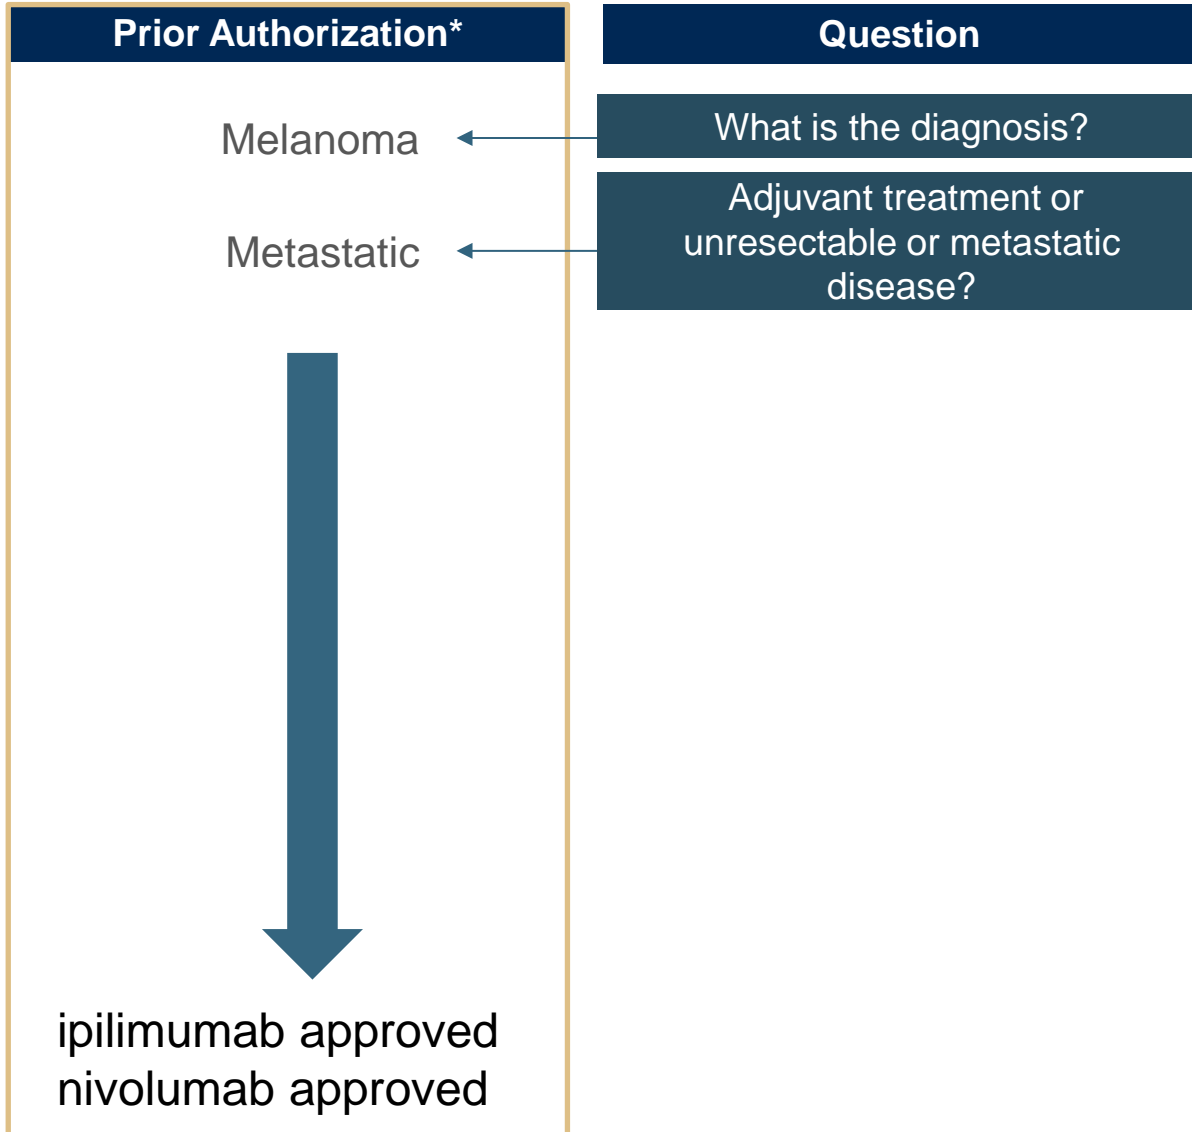 Prior Authorization*
Question
Melanoma
What is the diagnosis?
Metastatic
Adjuvant treatment or
unresectable or metastatic
disease?
ipilimumab approved
nivolumab approved